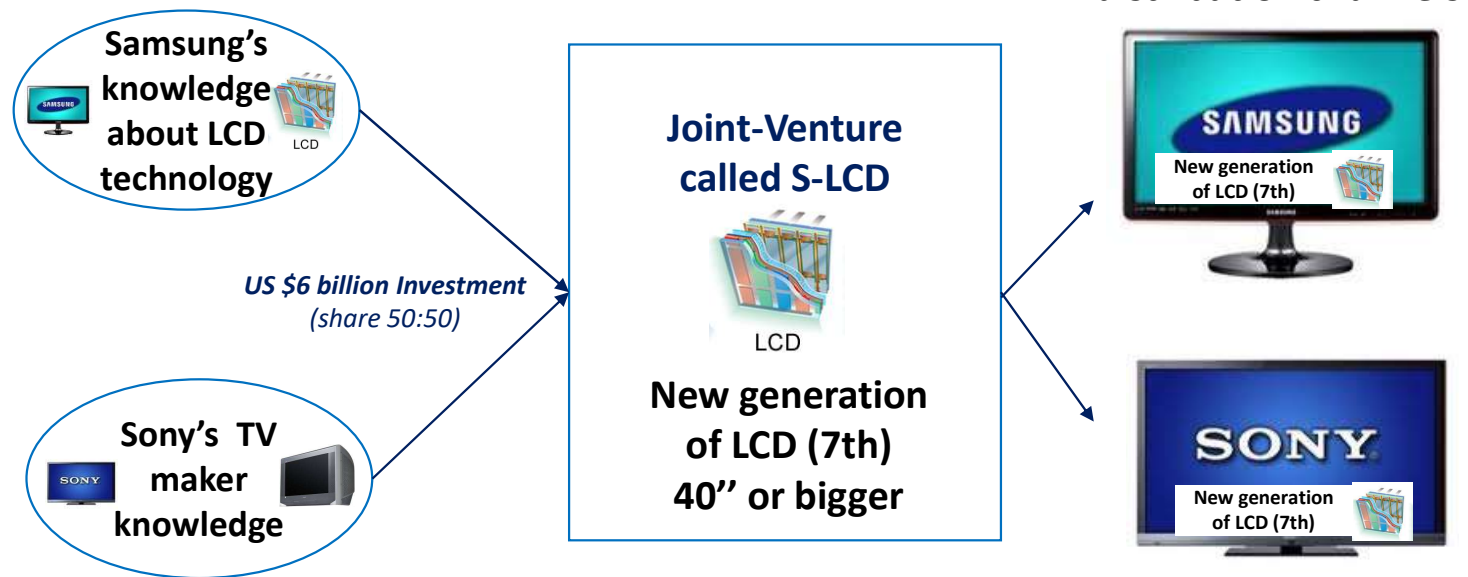 Samsung’s
knowledge
about LCD
technology
SAMSUNG
LCD
US $6 billion Investment
(share 50:50)
Sony’s TV
maker
knowledge
SONY
Joint-Venture
called S-LCD
LCD
New generation
of LCD (7th)
40’’ or bigger
SAMSUNG
New generation
of LCD (7th)
SAMSUNG
SONY
New generation
of LCD (7th)